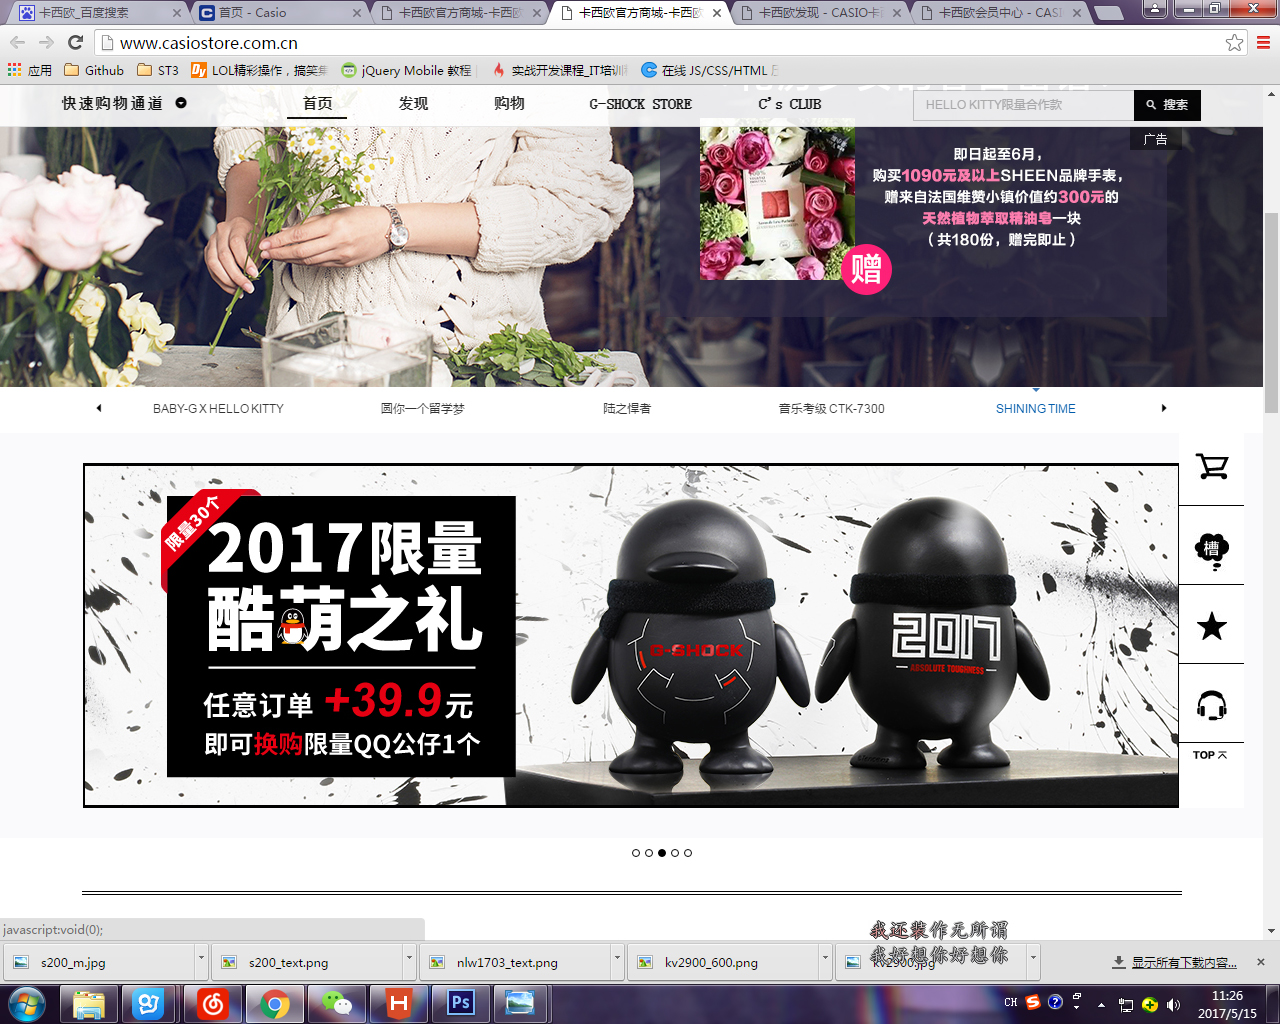 卡西欧_百度搜索
首页 - Casio
卡西欧官方商城-卡西欧
卡西欧官方商城-卡西欧
卡西欧发现 - CASIO卡
卡西欧会员中心 - CASI
www.casiostore.com.cn
应用
Github
ST3
LOL精彩操作，搞笑集
jQuery Mobile 教程
实战开发课程_IT培训
在线 JS/CSS/HTML 压
快速购物通道
首页
发现
购物
G-SHOCK STORE
C's CLUB
HELLO KITTY限量合作款
搜索
广告
即日起至6月，
购买1090元及以上SHEEN品牌手表，
赠来自法国维赞小镇价值约300元的
天然植物萃取精油皂一块
（共180份，赠完即止）
赠
BABY-G X HELLO KITTY
圆你一个留学梦
陆之悍者
音乐考级 CTK-7300
SHINING TIME
限量30个
2017限量
酷萌之礼
任意订单 +39.9元
即可换购限量QQ公仔1个
G-SHOCK
2017
ABSOLUTE TOUGHNESS
槽
TOP
javascript:void(0);
我还装作无所谓
我好想你好想你
s200_m.jpg
s200_text.png
nlw1703_text.png
kv2900_600.png
kv2900.jpg
显示所有下载内容...
CH
11:26
2017/5/15